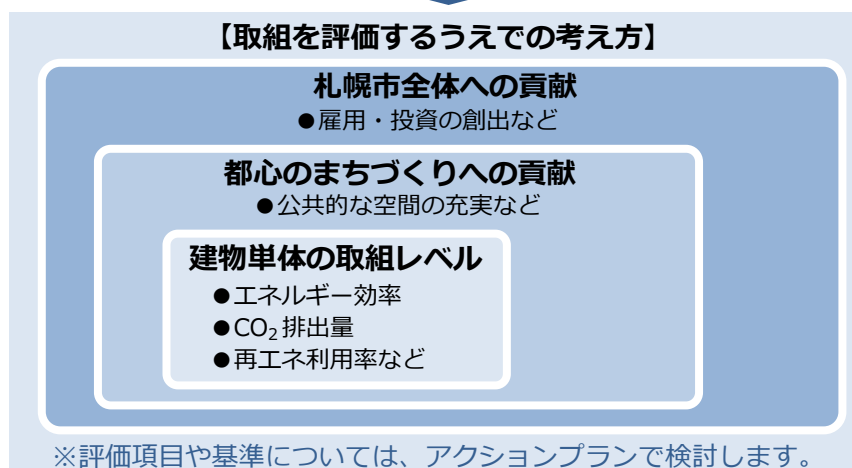 【取組を評価するうえでの考え方】
札幌市全体への貢献
●雇用・投資の創出など
都心のまちづくりへの貢献
●公共的な空間の充実など
建物単体の取組レベル
●エネルギー効率
●CO₂排出量
●再エネ利用率など
※評価項目や基準については、アクションプランで検討します。